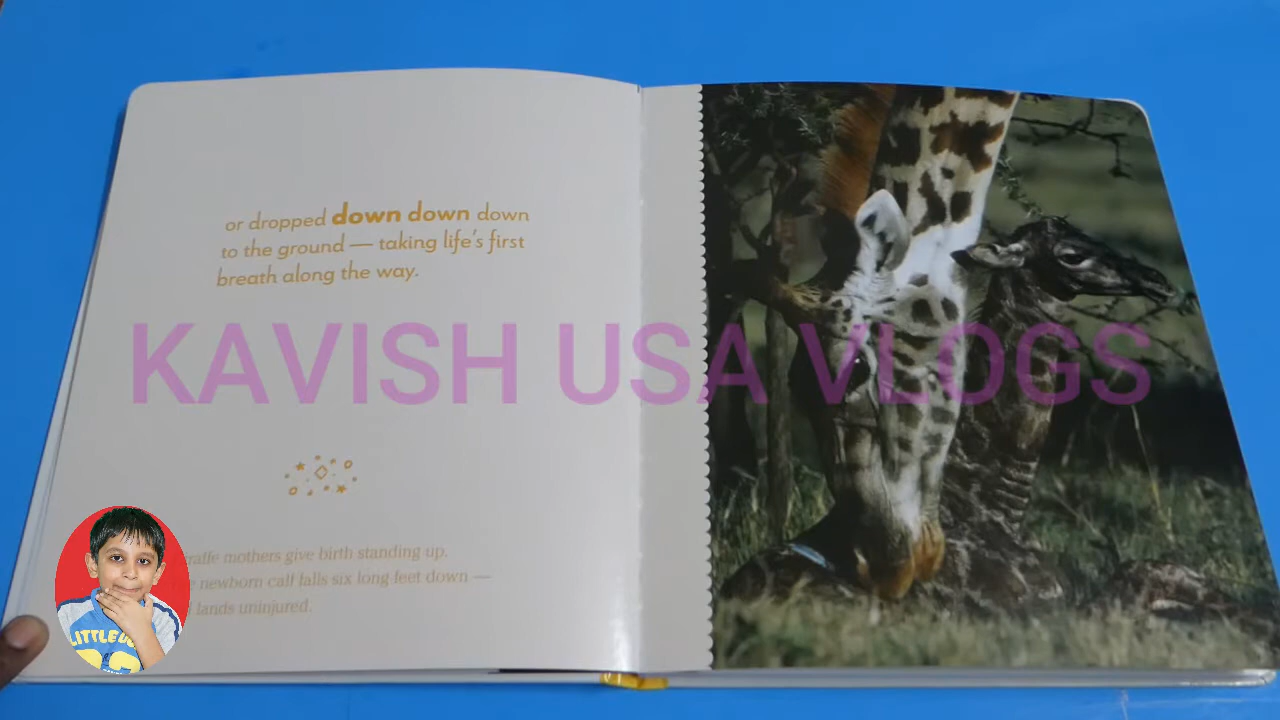 or dropped down down down
to the ground — taking life's first
breath along the way.
KAVISH USA VLOGS
mothers give birth standing up.
newborn calf falls six long feet down —
lands uninjured.
LITTLE